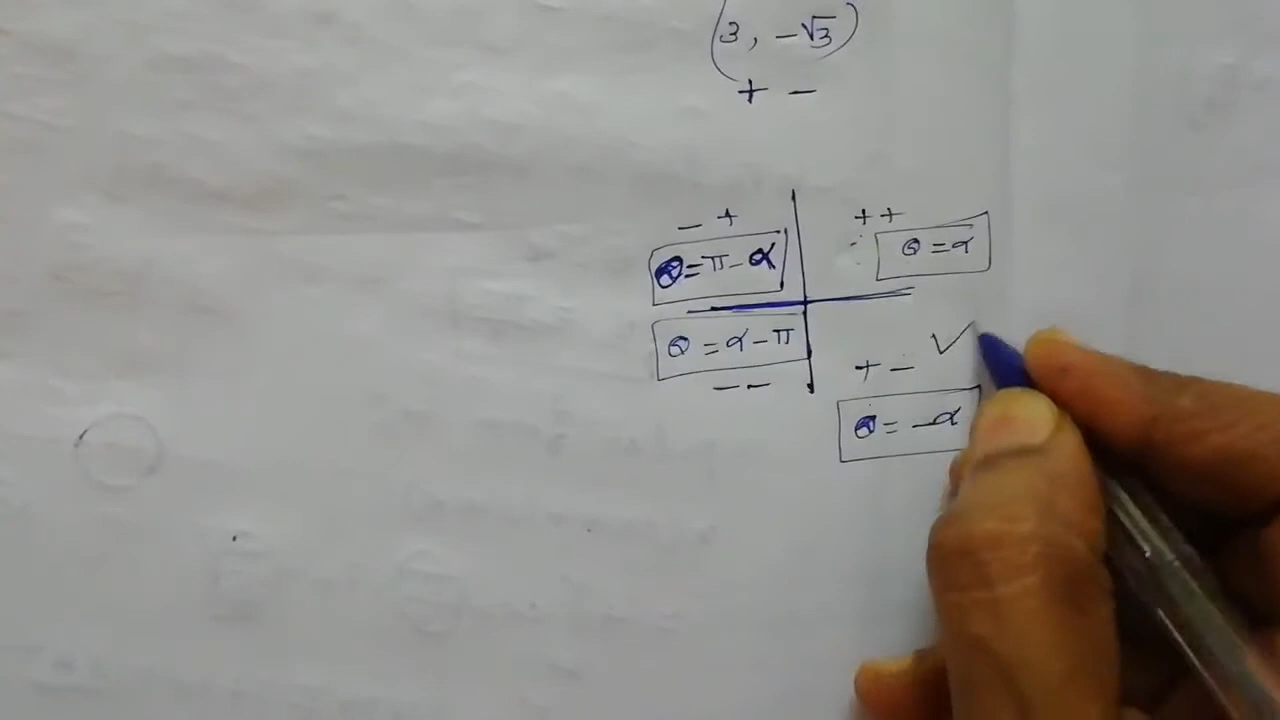 (3, -√3)
+ -
- + ++
θ = π - α θ = α
θ = α - π ✓
-- + -
θ = -α